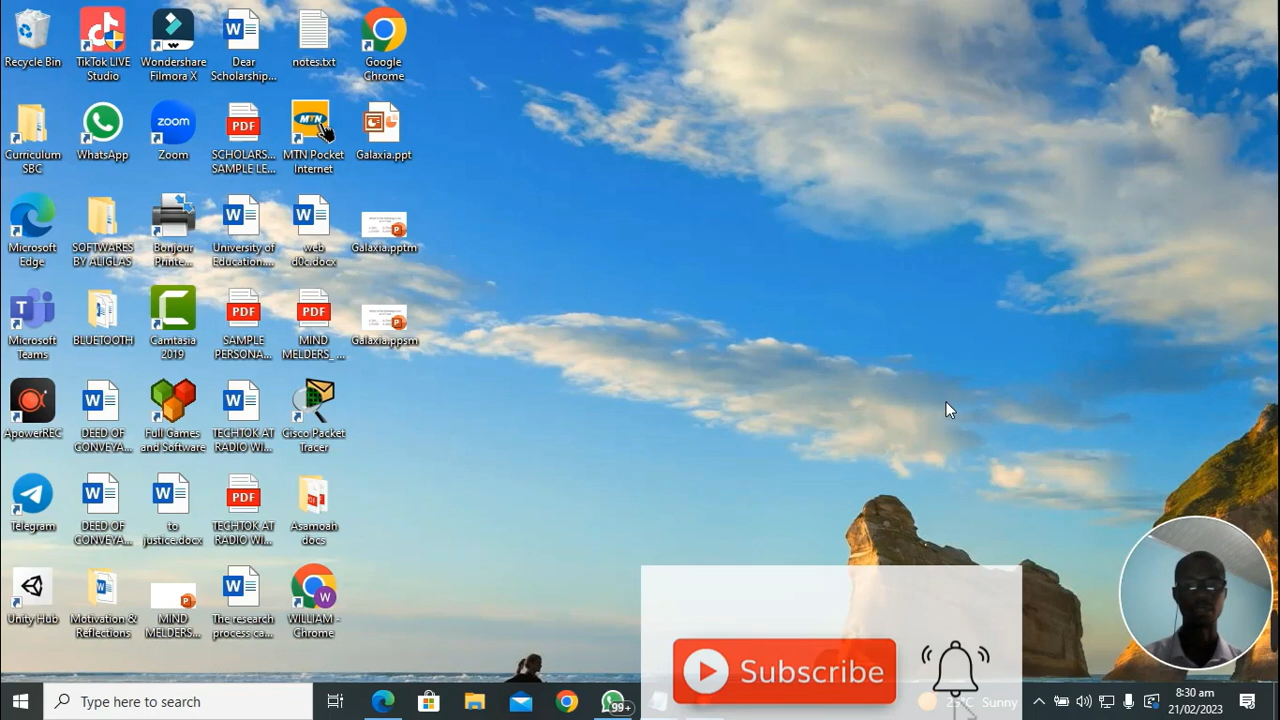 Recycle Bin
TikTok LIVE
Studio
Wondershare
Filmora X
Dear
Scholarship...
notes.txt
Google
Chrome
Curriculum
SBC
WhatsApp
zoom
Zoom
PDF
SCHOLARS...
SAMPLE LE...
MTN
MTN Pocket
Internet
Galaxia.ppt
Microsoft
Edge
SOFTWARES
BY ALIGLAS
Bonjour
Printe...
University of
Education....
web
d0c.docx
Galaxia.pptm
Microsoft
Teams
BLUETOOTH
Camtasia
2019
PDF
SAMPLE
PERSONA...
PDF
MIND
MELDERS_ ...
Galaxia.ppsm
ApowerREC
DEED OF
CONVEYA...
Full Games
and Software
TECHTOK AT
RADIO WI...
Cisco Packet
Tracer
Telegram
DEED OF
CONVEYA...
to
justice.docx
PDF
TECHTOK AT
RADIO WI...
Asamoah
docs
Unity Hub
Motivation &
Reflections
MIND
MELDERS...
The research
process ca...
W
WILLIAM -
Chrome
Subscribe
Type here to search
99+
Sunny
8:30 am
21/02/2023